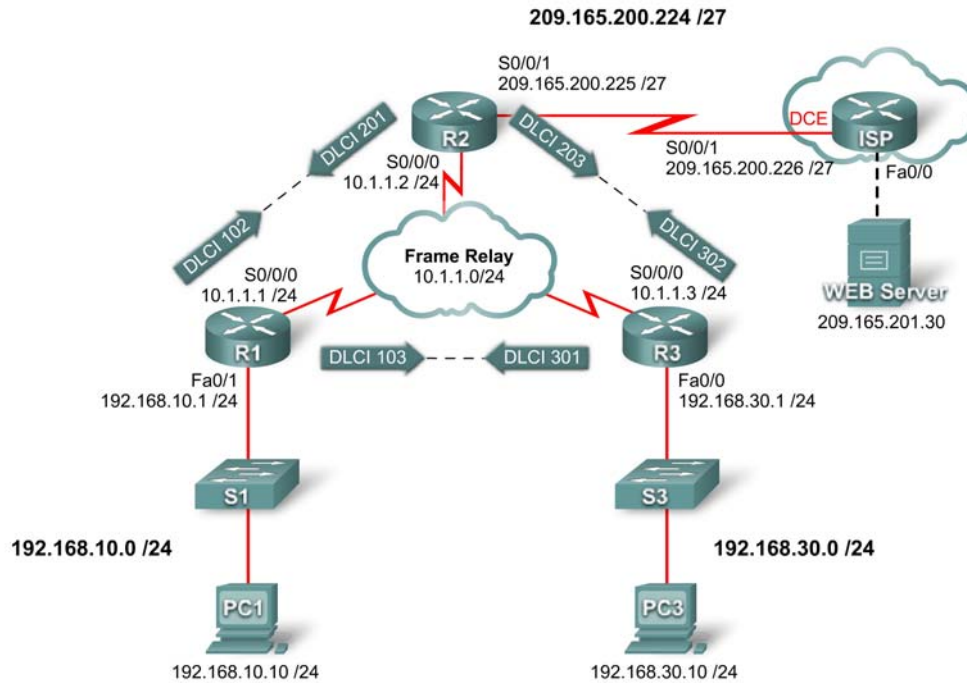 209.165.200.224 /27
S0/0/1
209.165.200.225 /27
DLCI 201
R2
DLCI 203
DCE
ISP
S0/0/1
209.165.200.226 /27
Fa0/0
S0/0/0
10.1.1.2 /24
DLCI 102
DLCI 302
Frame Relay
10.1.1.0/24
S0/0/0
10.1.1.1 /24
S0/0/0
10.1.1.3 /24
WEB Server
209.165.201.30
R1
DLCI 103
DLCI 301
R3
Fa0/1
192.168.10.1 /24
Fa0/0
192.168.30.1 /24
S1
S3
192.168.10.0 /24
192.168.30.0 /24
PC1
PC3
192.168.10.10 /24
192.168.30.10 /24